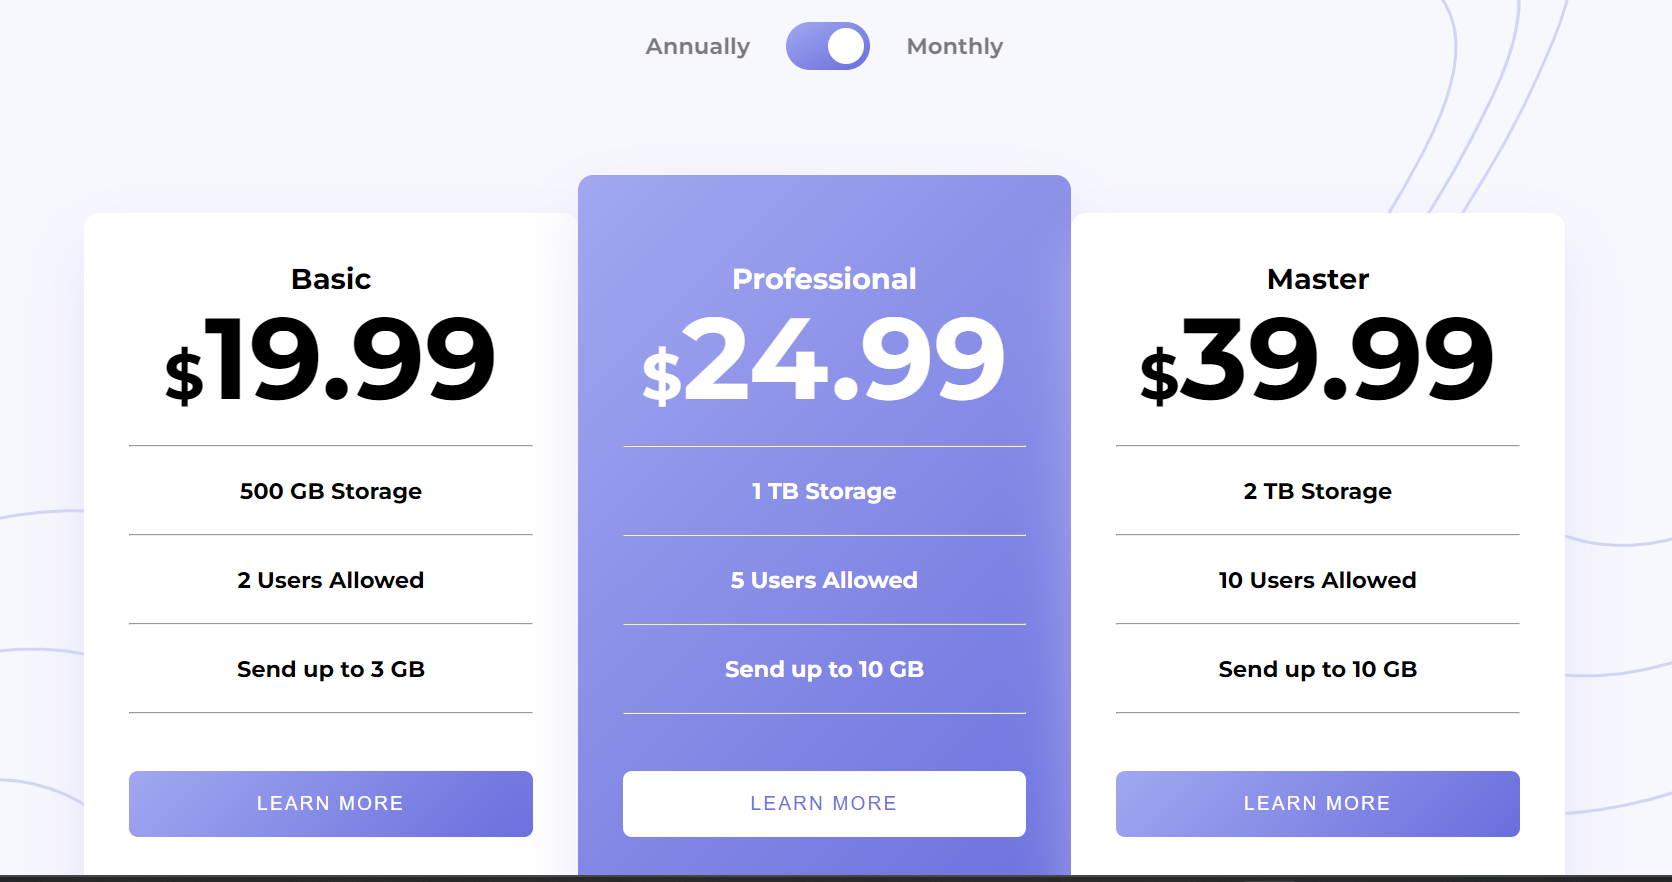 Annually
Monthly
Basic
$19.99
500 GB Storage
2 Users Allowed
Send up to 3 GB
LEARN MORE
Professional
$24.99
1 TB Storage
5 Users Allowed
Send up to 10 GB
LEARN MORE
Master
$39.99
2 TB Storage
10 Users Allowed
Send up to 10 GB
LEARN MORE